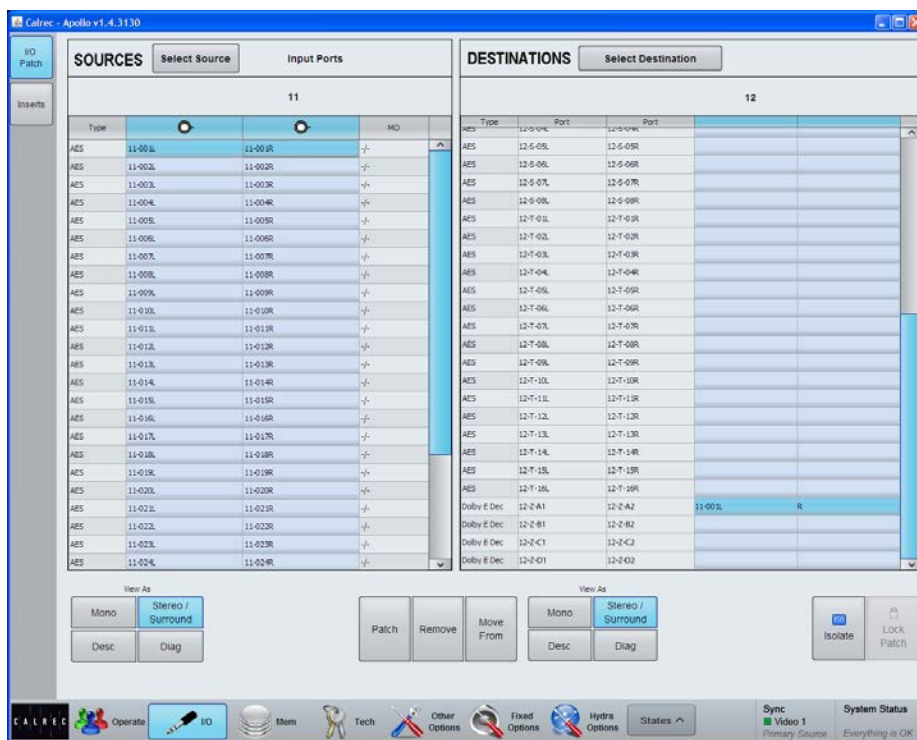 Calrec - Apollo v1.4.3130
I/O Patch
Inserts
SOURCES Select Source Input Ports
11
Type MO
AES 11-001L 11-001R -/-
AES 11-002L 11-002R -/-
AES 11-003L 11-003R -/-
AES 11-004L 11-004R -/-
AES 11-005L 11-005R -/-
AES 11-006L 11-006R -/-
AES 11-007L 11-007R -/-
AES 11-008L 11-008R -/-
AES 11-009L 11-009R -/-
AES 11-010L 11-010R -/-
AES 11-011L 11-011R -/-
AES 11-012L 11-012R -/-
AES 11-013L 11-013R -/-
AES 11-014L 11-014R -/-
AES 11-015L 11-015R -/-
AES 11-016L 11-016R -/-
AES 11-017L 11-017R -/-
AES 11-018L 11-018R -/-
AES 11-019L 11-019R -/-
AES 11-020L 11-020R -/-
AES 11-021L 11-021R -/-
AES 11-022L 11-022R -/-
AES 11-023L 11-023R -/-
AES 11-024L 11-024R -/-
DESTINATIONS Select Destination
12
Type Port Port
AES 12-S-04L 12-S-04R
AES 12-S-05L 12-S-05R
AES 12-S-06L 12-S-06R
AES 12-S-07L 12-S-07R
AES 12-S-08L 12-S-08R
AES 12-T-01L 12-T-01R
AES 12-T-02L 12-T-02R
AES 12-T-03L 12-T-03R
AES 12-T-04L 12-T-04R
AES 12-T-05L 12-T-05R
AES 12-T-06L 12-T-06R
AES 12-T-07L 12-T-07R
AES 12-T-08L 12-T-08R
AES 12-T-09L 12-T-09R
AES 12-T-10L 12-T-10R
AES 12-T-11L 12-T-11R
AES 12-T-12L 12-T-12R
AES 12-T-13L 12-T-13R
AES 12-T-14L 12-T-14R
AES 12-T-15L 12-T-15R
AES 12-T-16L 12-T-16R
Dolby E Dec 12-Z-A1 12-Z-A2 11-001L R
Dolby E Dec 12-Z-B1 12-Z-B2
Dolby E Dec 12-Z-C1 12-Z-C2
Dolby E Dec 12-Z-D1 12-Z-D2
View As
Mono Stereo / Surround
Desc Diag
Patch Remove Move From
View As
Mono Stereo / Surround
Desc Diag
ISO
Isolate
Lock Patch
CALREC Operate I/O Mem Tech Other Options Fixed Options Hydra Options States
Sync
Video 1
Primary Source
System Status
Everything is OK